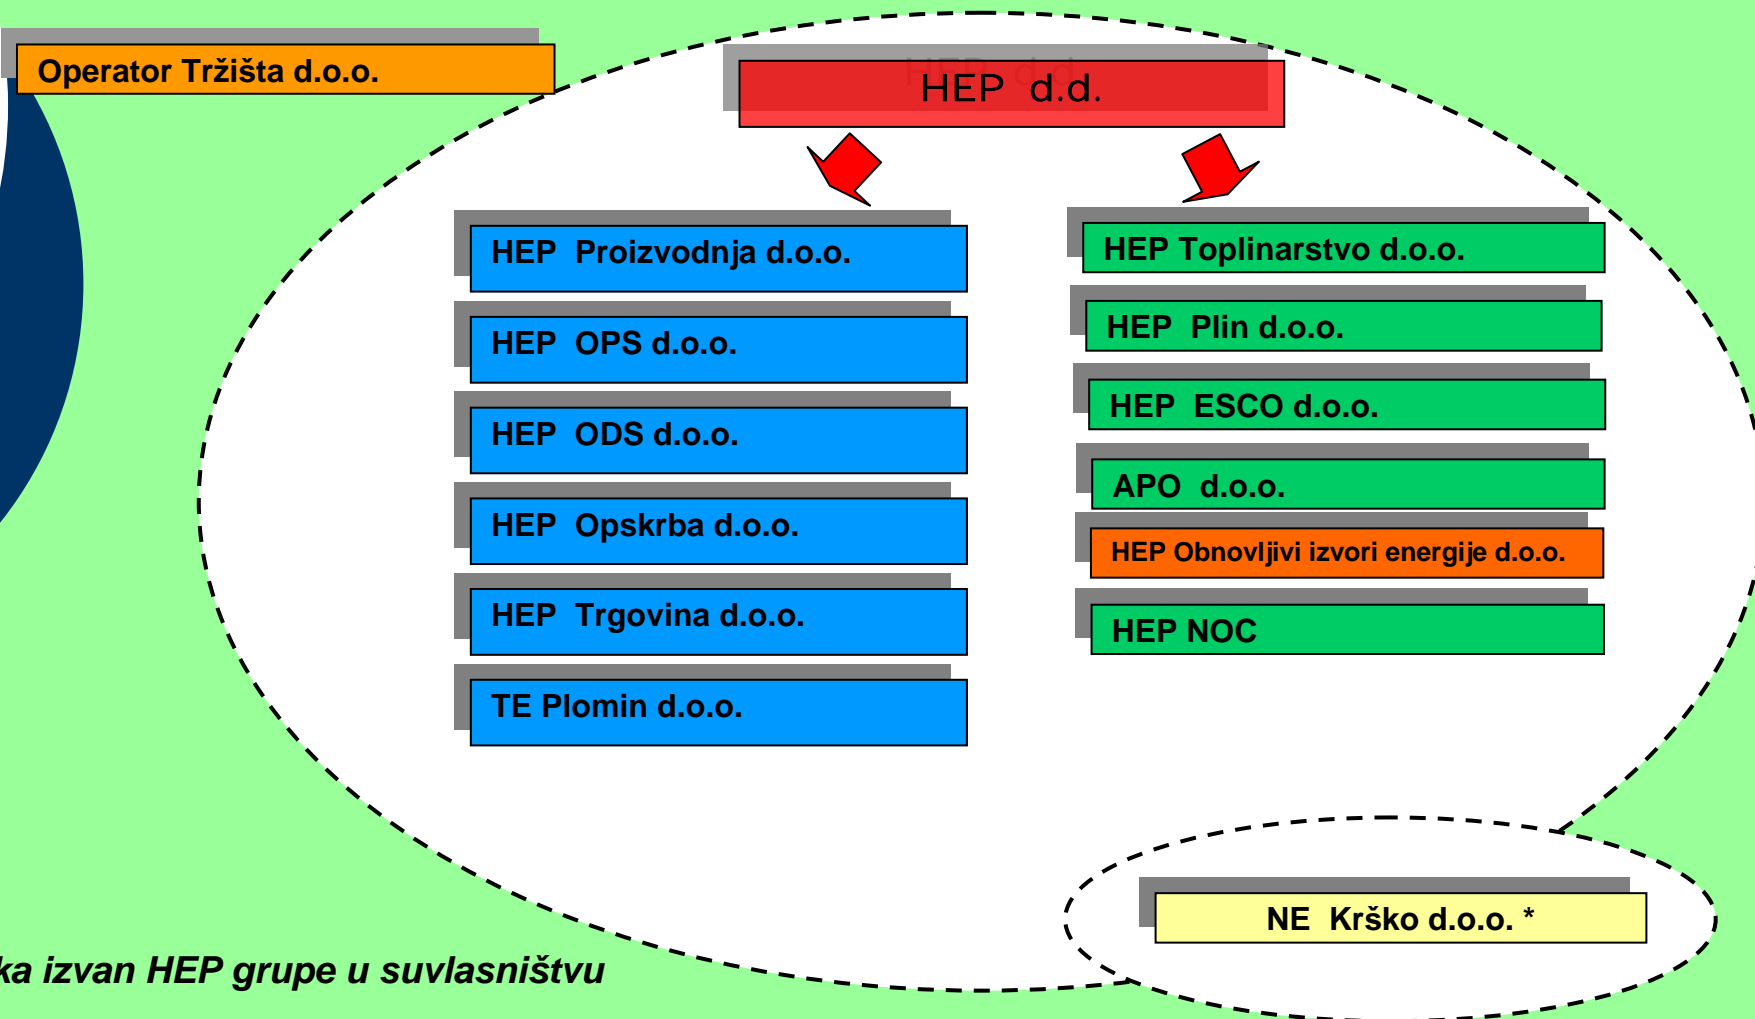 Operator Tržišta d.o.o.
HEP d.d.
HEP Proizvodnja d.o.o.
HEP OPS d.o.o.
HEP ODS d.o.o.
HEP Opskrba d.o.o.
HEP Trgovina d.o.o.
TE Plomin d.o.o.
HEP Toplinarstvo d.o.o.
HEP Plin d.o.o.
HEP ESCO d.o.o.
APO d.o.o.
HEP Obnovljivi izvori energije d.o.o.
HEP NOC
NE Krško d.o.o. *
izvan HEP grupe u suvlasništvu